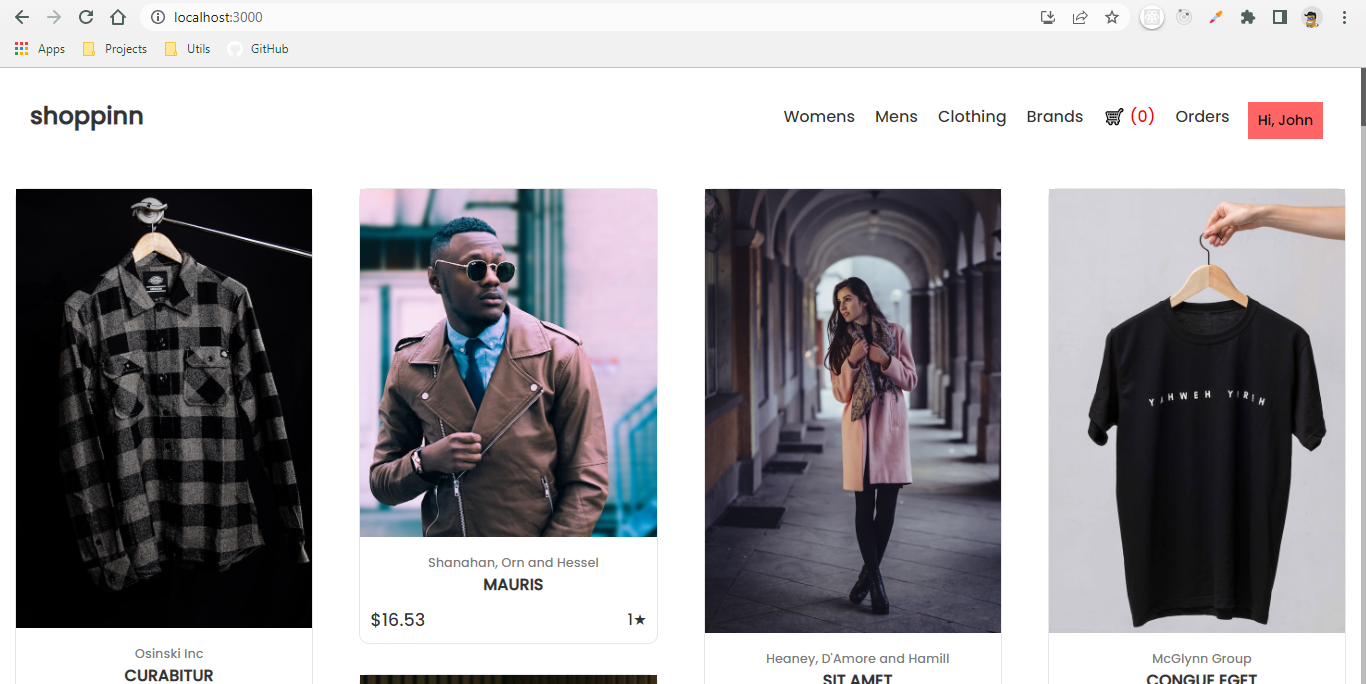 localhost:3000
Apps Projects Utils GitHub
shoppinn
Womens Mens Clothing Brands (0) Orders Hi, John
YAHWEH YIREH
Shanahan, Orn and Hessel
MAURIS
$16.53 1★
Osinski Inc
CURABITUR
Heaney, D'Amore and Hamill
SIT AMET
McGlynn Group
CONGUE EGET